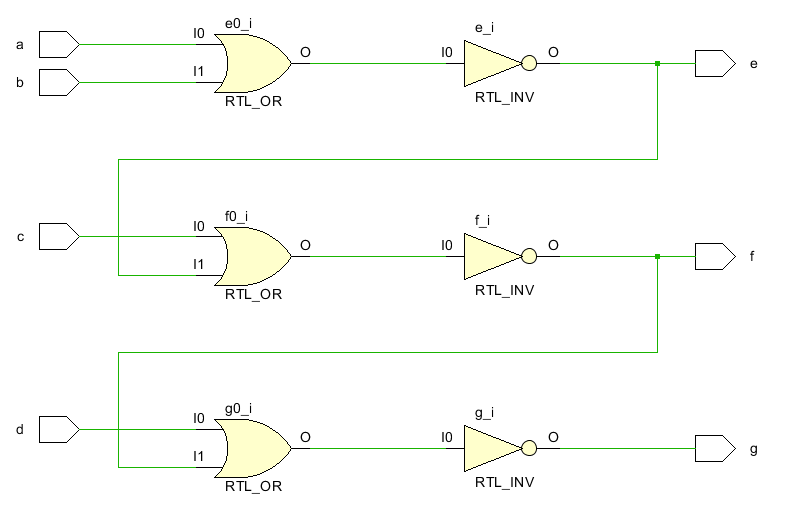 e0_i
e_i
a
I0
O
I0
O
e
b
I1
RTL_OR
RTL_INV
f0_i
f_i
c
I0
O
I0
O
f
I1
RTL_OR
RTL_INV
g0_i
g_i
d
I0
O
I0
O
g
I1
RTL_OR
RTL_INV